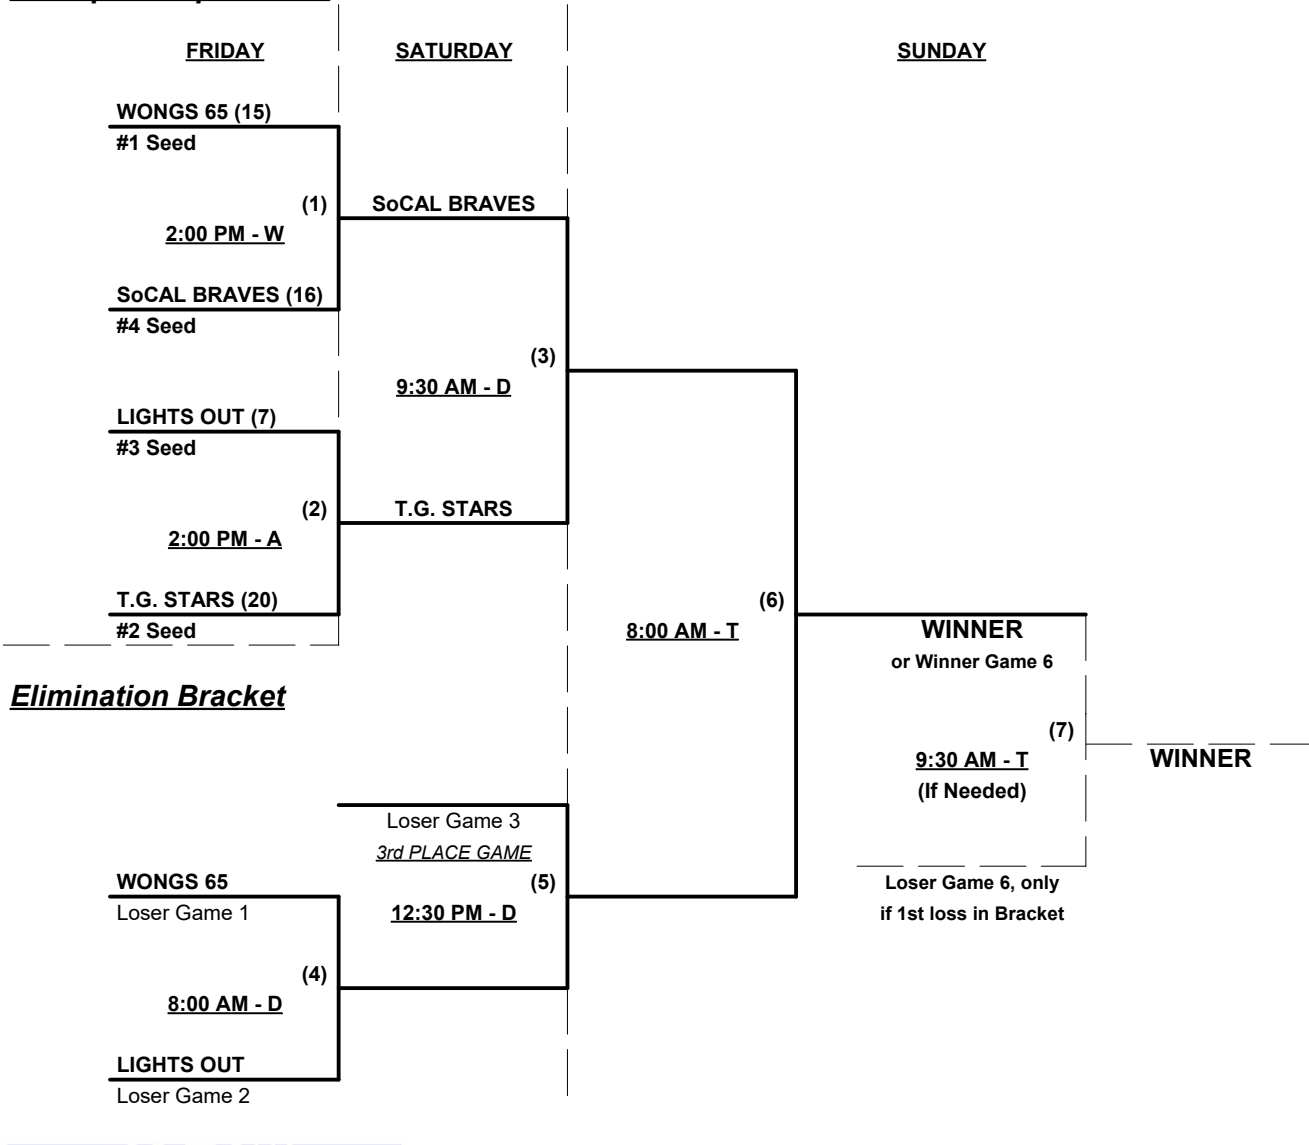 FRIDAY
SATURDAY
SUNDAY
WONGS 65 (15)
#1 Seed
(1)
SoCAL BRAVES
2:00 PM - W
SoCAL BRAVES (16)
#4 Seed
(3)
9:30 AM - D
LIGHTS OUT (7)
#3 Seed
(2)
T.G. STARS
2:00 PM - A
T.G. STARS (20)
#2 Seed
(6)
8:00 AM - T
WINNER
or Winner Game 6
Elimination Bracket
(7)
9:30 AM - T
WINNER
(If Needed)
Loser Game 3
3rd PLACE GAME
WONGS 65
(5)
Loser Game 6, only
Loser Game 1
12:30 PM - D
if 1st loss in Bracket
(4)
8:00 AM - D
LIGHTS OUT
Loser Game 2